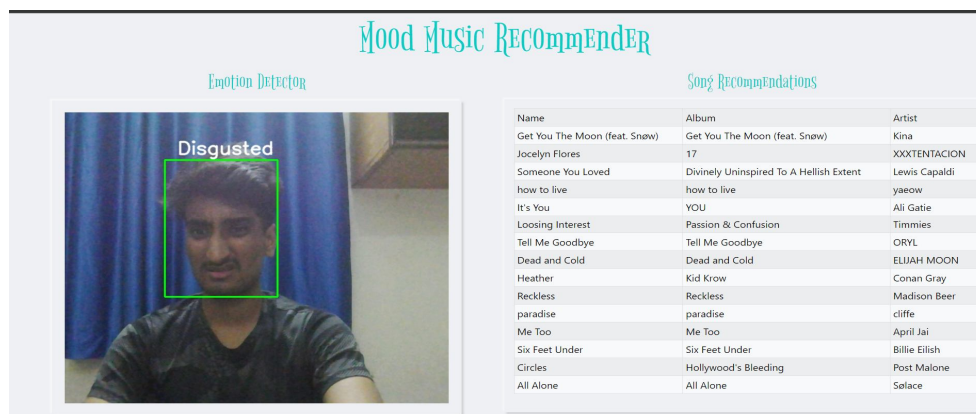 Mood Music Recommender
Emotion Detector
Disgusted
Song Recommendations
Name Album Artist
Get You The Moon (feat. Snøw) Get You The Moon (feat. Snøw) Kina
Jocelyn Flores 17 XXXTENTACION
Someone You Loved Divinely Uninspired To A Hellish Extent Lewis Capaldi
how to live how to live yaeow
It's You YOU Ali Gatie
Loosing Interest Passion & Confusion Timmies
Tell Me Goodbye Tell Me Goodbye ORYL
Dead and Cold Dead and Cold ELIJAH MOON
Heather Kid Krow Conan Gray
Reckless Reckless Madison Beer
paradise paradise cliffe
Me Too Me Too April Jai
Six Feet Under Six Feet Under Billie Eilish
Circles Hollywood's Bleeding Post Malone
All Alone All Alone Sølace